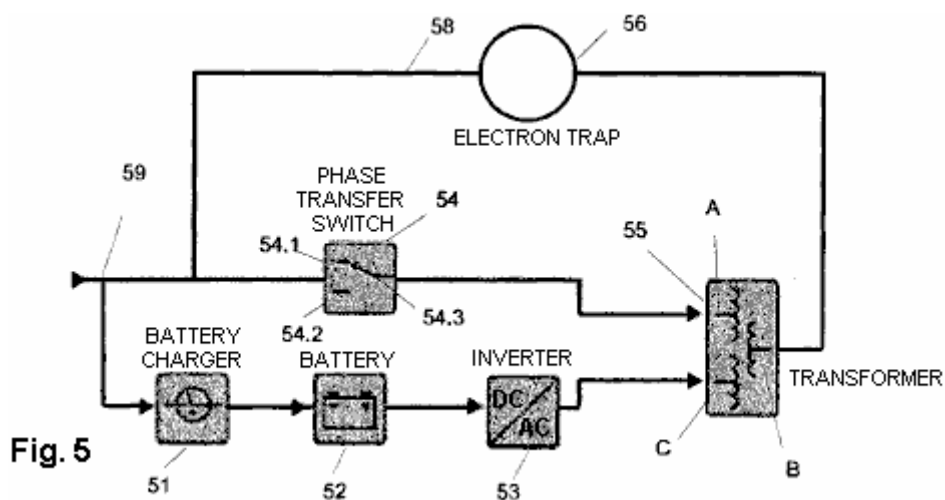 58
56
ELECTRON TRAP
59
PHASE
TRANSFER
SWITCH
54
54.1
54.2
54.3
A
55
BATTERY
CHARGER
BATTERY
INVERTER
TRANSFORMER
DC
AC
C
B
Fig. 5
51
52
53